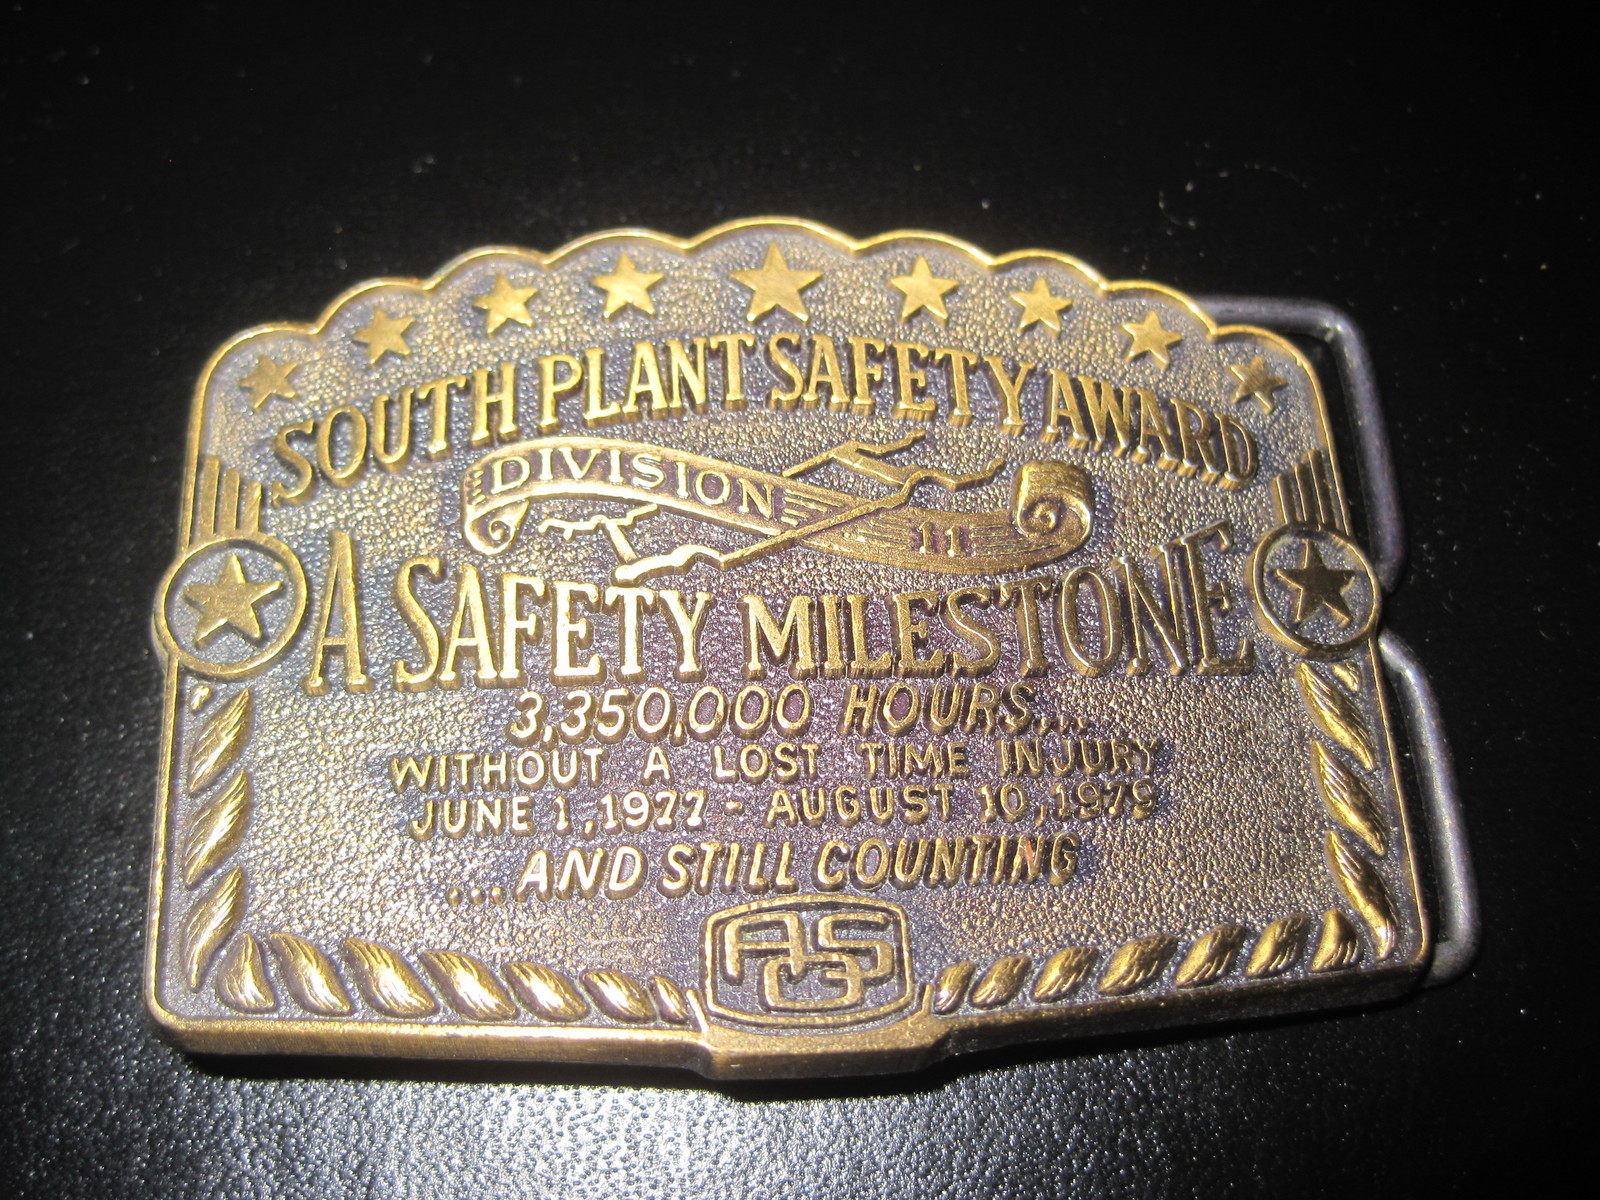 SOUTH PLANT SAFETY AWARD
DIVISION 11
A SAFETY MILESTONE
3,350,000 HOURS...
WITHOUT A LOST TIME INJURY
JUNE 1, 1977 - AUGUST 10, 1979
...AND STILL COUNTING
AGS